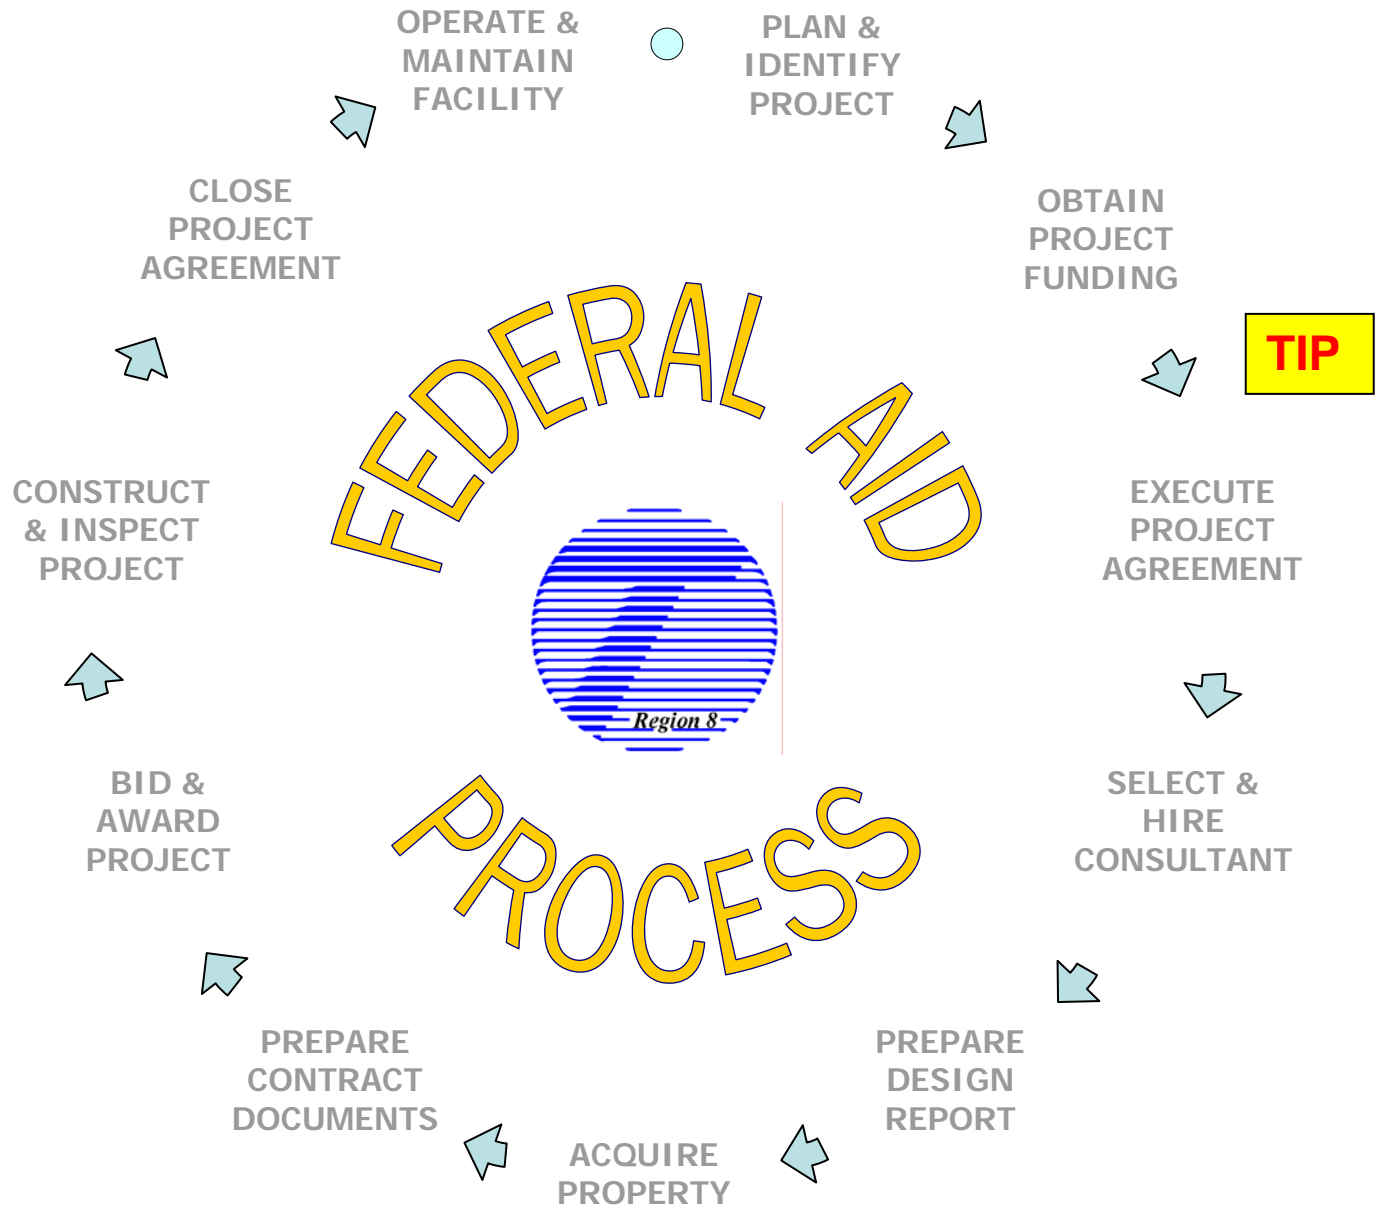 OPERATE &
MAINTAIN
FACILITY
PLAN &
IDENTIFY
PROJECT
CLOSE
PROJECT
AGREEMENT
OBTAIN
PROJECT
FUNDING
TIP
FEDERAL AID
CONSTRUCT
& INSPECT
PROJECT
EXECUTE
PROJECT
AGREEMENT
Region 8
BID &
AWARD
PROJECT
SELECT &
HIRE
CONSULTANT
PROCESS
PREPARE
CONTRACT
DOCUMENTS
PREPARE
DESIGN
REPORT
ACQUIRE
PROPERTY